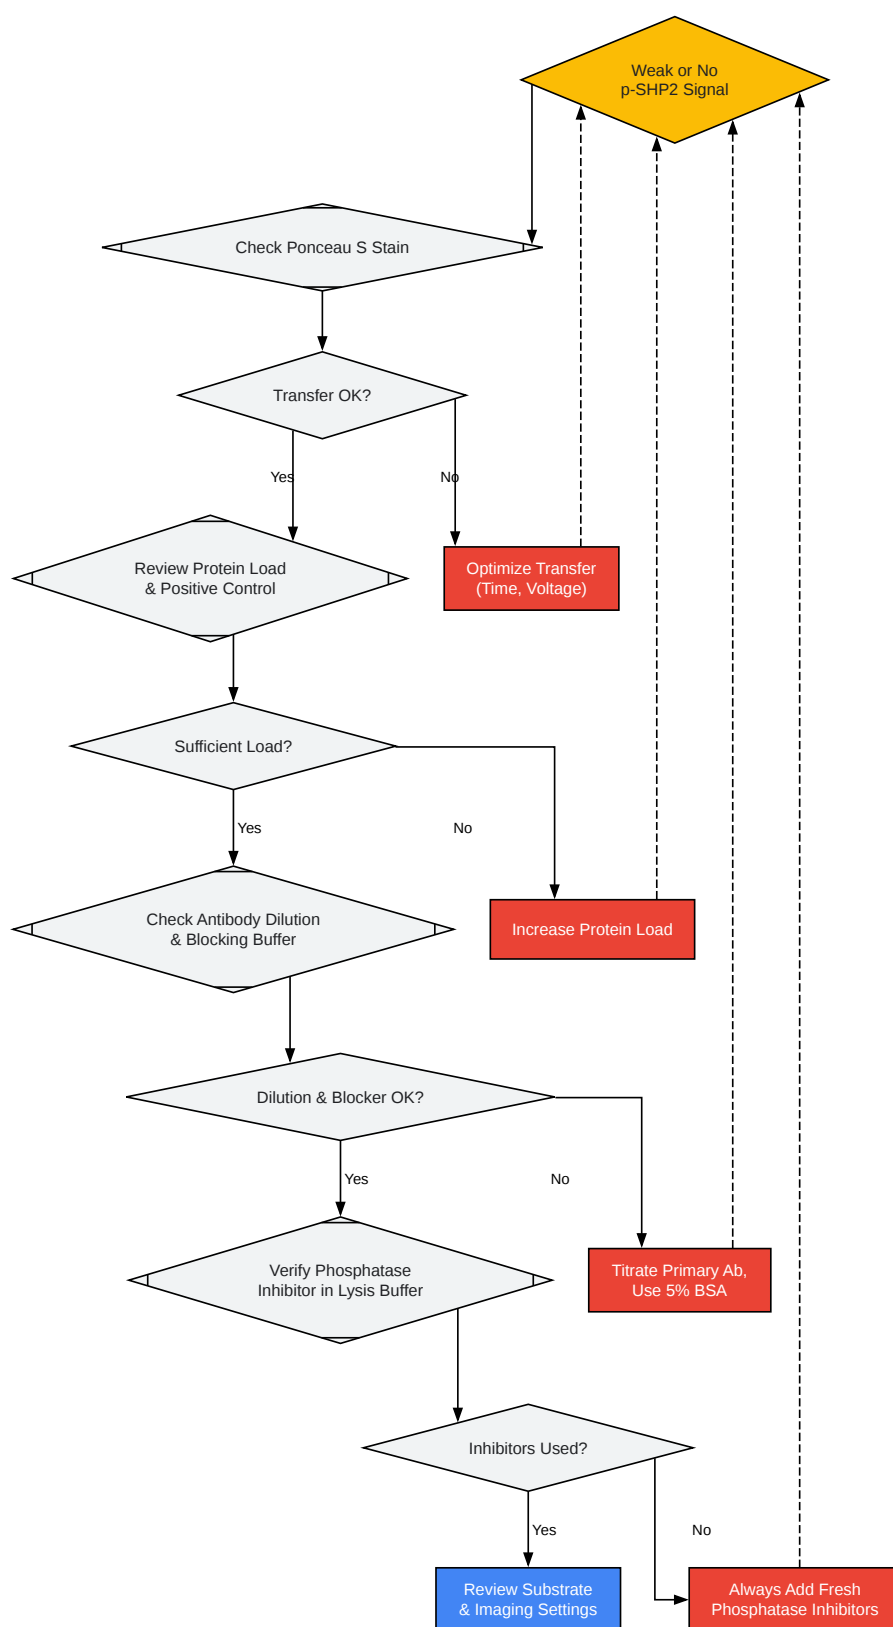 Weak or No
p-SHP2 Signal
Check Ponceau S Stain
Transfer OK?
Yes
No
Review Protein Load
& Positive Control
Optimize Transfer
(Time, Voltage)
Sufficient Load?
Yes
No
Check Antibody Dilution
& Blocking Buffer
Increase Protein Load
Dilution & Blocker OK?
Yes
No
Verify Phosphatase
Inhibitor in Lysis Buffer
Titrate Primary Ab,
Use 5% BSA
Inhibitors Used?
Yes
No
Review Substrate
& Imaging Settings
Always Add Fresh
Phosphatase Inhibitors